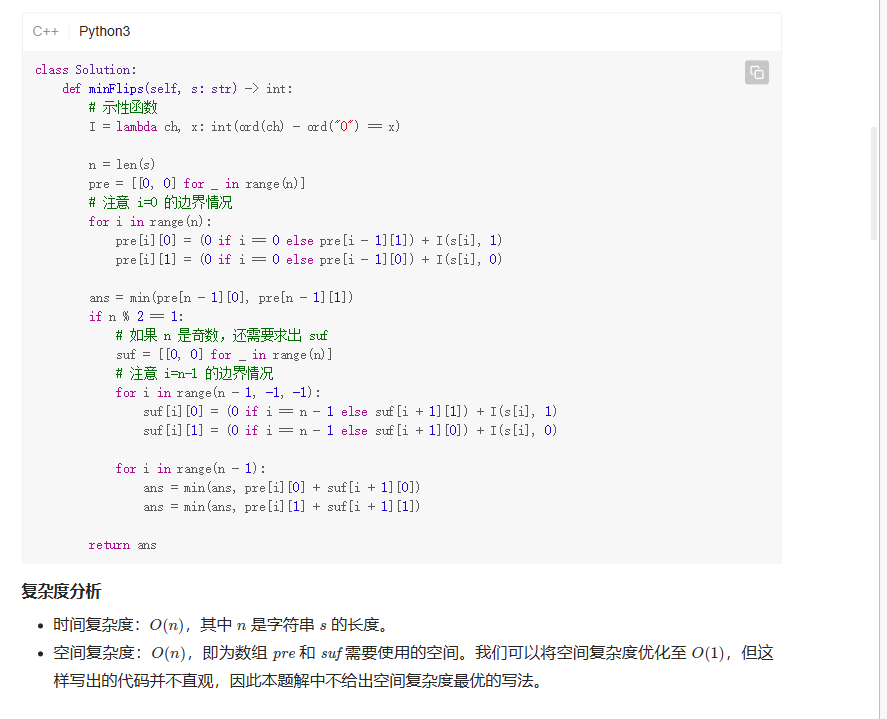 C++ Python3
class Solution:
    def minFlips(self, s: str) -> int:
        # 示性函数
        I = lambda ch, x: int(ord(ch) - ord("0") == x)

        n = len(s)
        pre = [[0, 0] for _ in range(n)]
        # 注意 i=0 的边界情况
        for i in range(n):
            pre[i][0] = (0 if i == 0 else pre[i - 1][1]) + I(s[i], 1)
            pre[i][1] = (0 if i == 0 else pre[i - 1][0]) + I(s[i], 0)

        ans = min(pre[n - 1][0], pre[n - 1][1])
        if n % 2 == 1:
            # 如果 n 是奇数，还需要求出 suf
            suf = [[0, 0] for _ in range(n)]
            # 注意 i=n-1 的边界情况
            for i in range(n - 1, -1, -1):
                suf[i][0] = (0 if i == n - 1 else suf[i + 1][1]) + I(s[i], 1)
                suf[i][1] = (0 if i == n - 1 else suf[i + 1][0]) + I(s[i], 0)

            for i in range(n - 1):
                ans = min(ans, pre[i][0] + suf[i + 1][0])
                ans = min(ans, pre[i][1] + suf[i + 1][1])

        return ans
复杂度分析
• 时间复杂度：O(n)，其中 n 是字符串 s 的长度。
• 空间复杂度：O(n)，即为数组 pre 和 suf 需要使用的空间。我们可以将空间复杂度优化至 O(1)，但这
样写出的代码并不直观，因此本题解中不给出空间复杂度最优的写法。